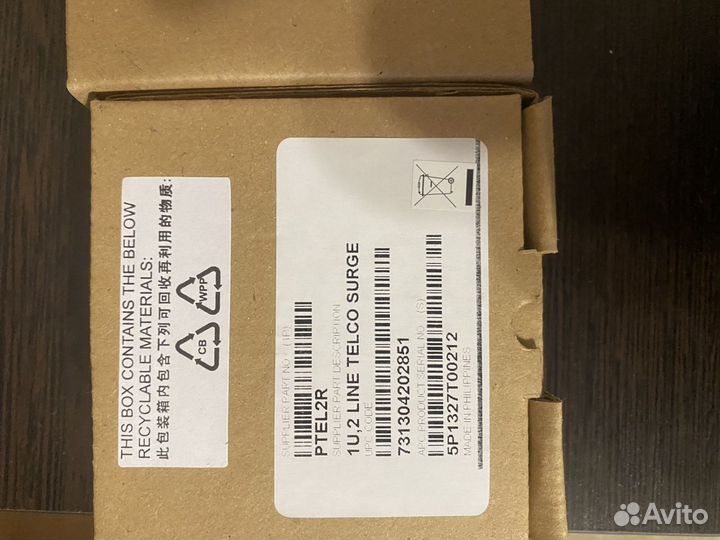 THIS BOX CONTAINS THE BELOW
RECYCLABLE MATERIALS:
此包装箱内包含下列可回收再利用的物质:
CB
WPP
SUPPLIER PART NO (1P)
PTEL2R
SUPPLIER PART DESCRIPTION
1U,2 LINE TELCO SURGE
UPC CODE
731304202851
APC PRODUCT SERIAL NO (S)
5P1327T00212
MADE IN PHILIPPINES
Avito